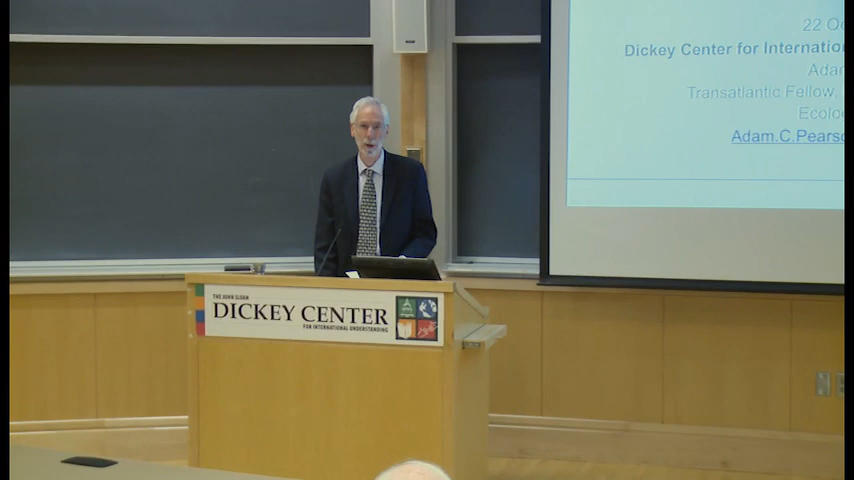 22 Oc
Dickey Center for Internation
Adam
Transatlantic Fellow,
Ecolo
Adam.C.Pearso
THE JOHN SLOAN
DICKEY CENTER
FOR INTERNATIONAL UNDERSTANDING